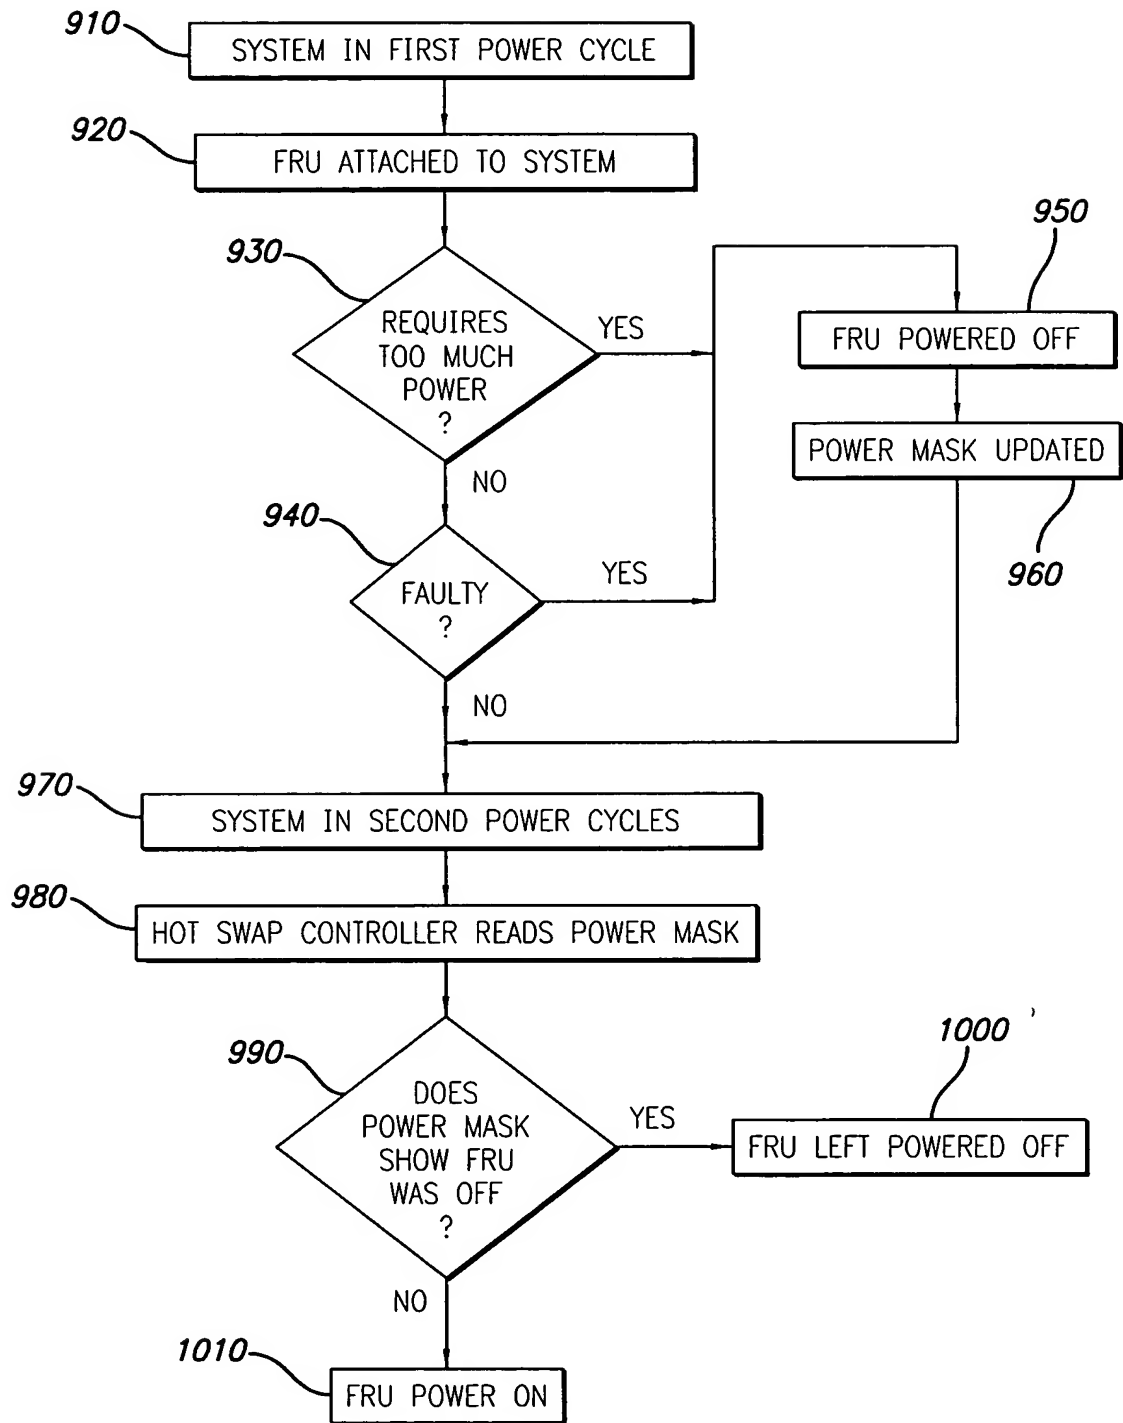 910
SYSTEM IN FIRST POWER CYCLE
920
FRU ATTACHED TO SYSTEM
930
REQUIRES
TOO MUCH
POWER
?
YES
950
FRU POWERED OFF
POWER MASK UPDATED
960
NO
940
FAULTY
?
YES
NO
970
SYSTEM IN SECOND POWER CYCLES
980
HOT SWAP CONTROLLER READS POWER MASK
990
DOES
POWER MASK
SHOW FRU
WAS OFF
?
YES
1000
FRU LEFT POWERED OFF
NO
1010
FRU POWER ON